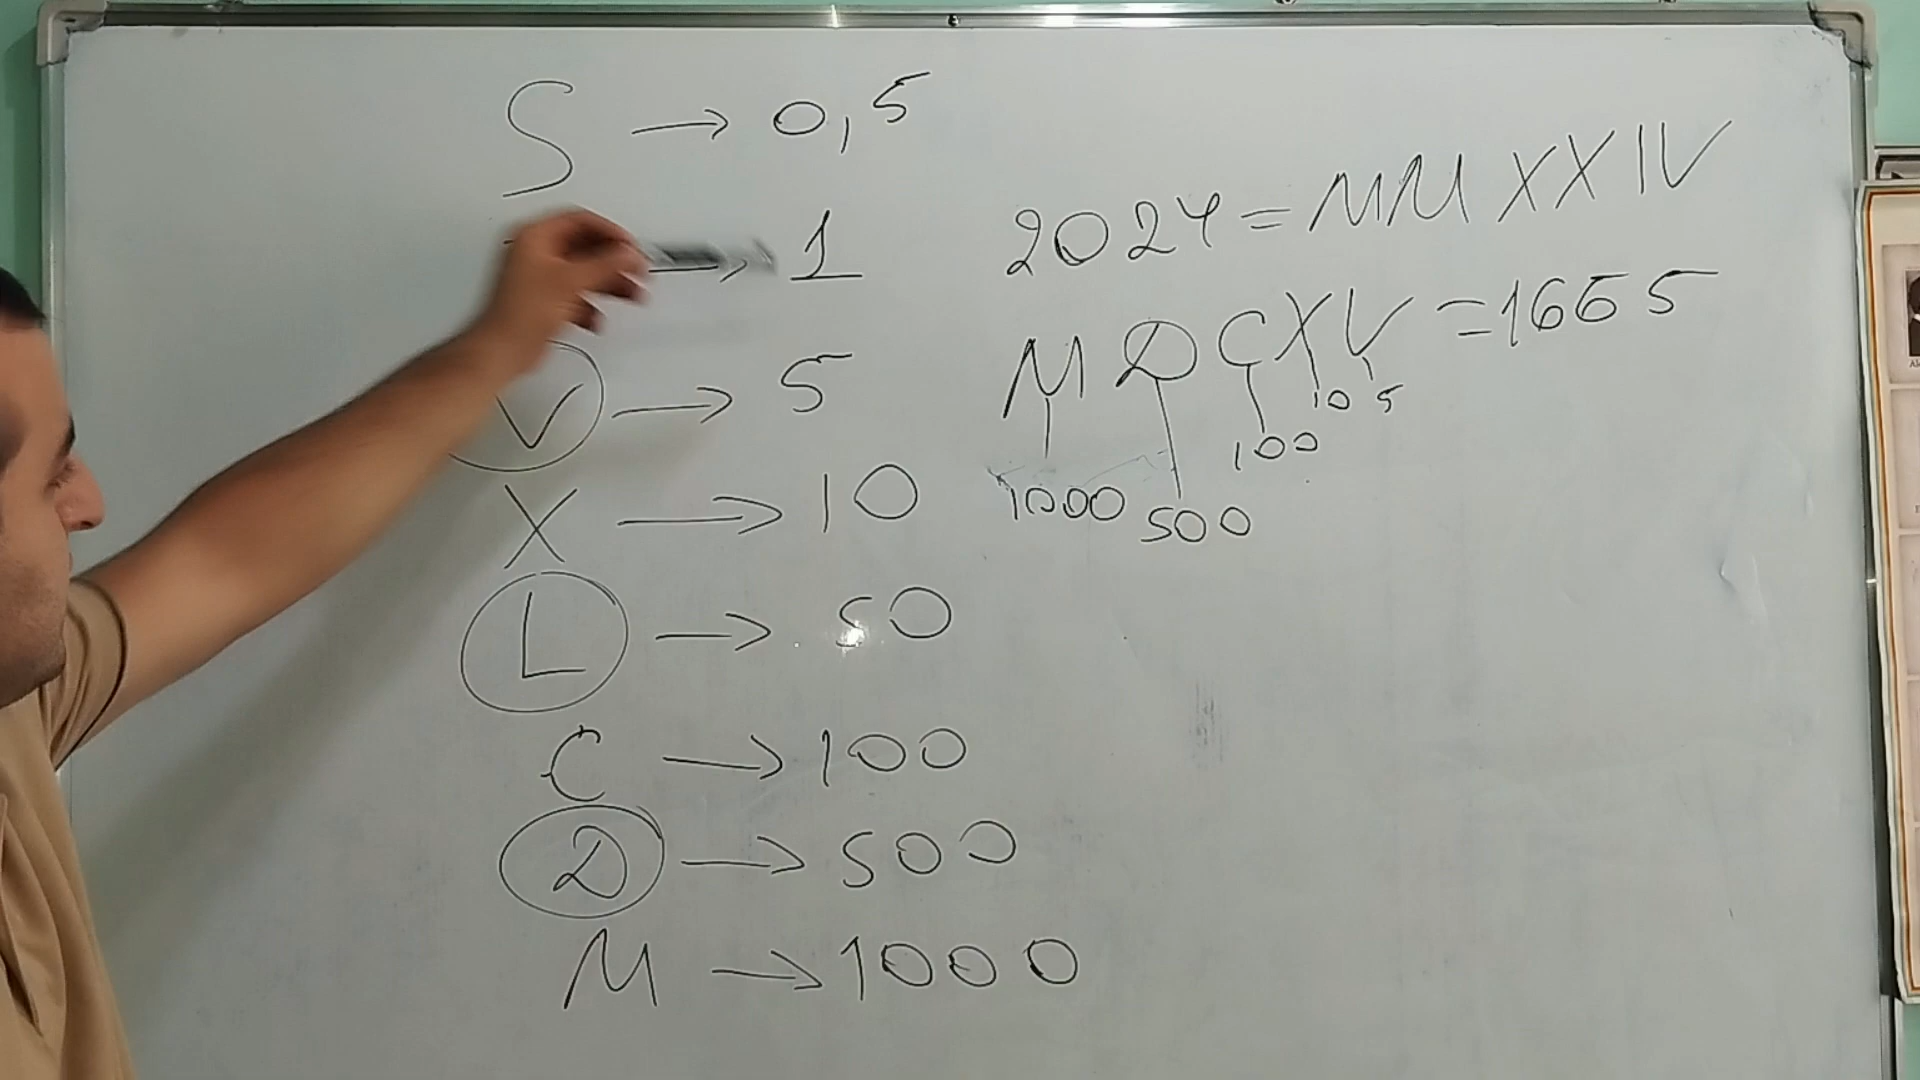 S → 0,5
→ 1
V → 5
X → 10
L → 50
C → 100
D → 500
M → 1000
2024 = MMXXIV
MDCXV = 1665
10 5
100
1000 500